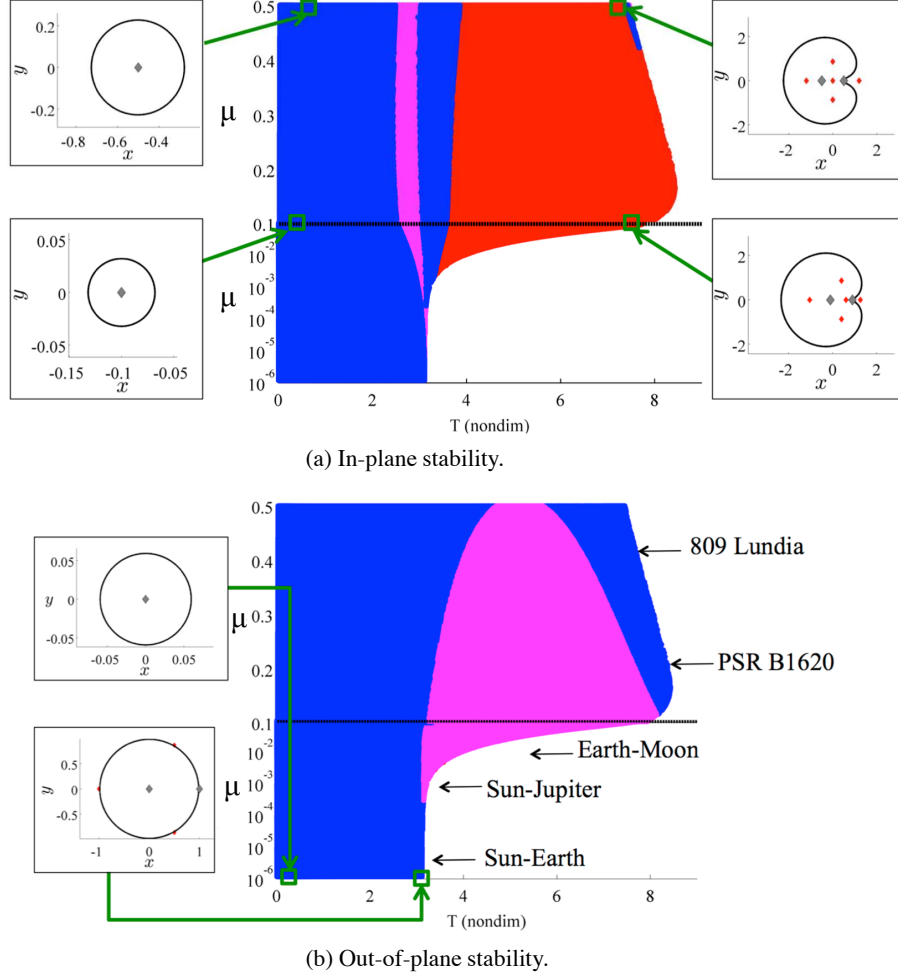 0.2
0
-0.2
y
-0.8 -0.6 -0.4
x
0.05
0
-0.05
y
-0.15 -0.1 -0.05
x
0.5
0.4
0.3
0.2
0.1
10-2
10-3
10-4
10-5
10-6
μ
μ
0 2 4 6 8
T (nondim)
2
0
-2
y
-2 0 2
x
2
0
-2
y
-2 0 2
x
(a) In-plane stability.
0.05
0
-0.05
y
-0.05 0 0.05
x
0.5
0
-0.5
y
-1 0 1
x
0.5
0.4
0.3
0.2
0.1
10-2
10-3
10-4
10-5
10-6
μ
μ
809 Lundia
PSR B1620
Earth-Moon
Sun-Jupiter
Sun-Earth
0 2 4 6 8
T (nondim)
(b) Out-of-plane stability.